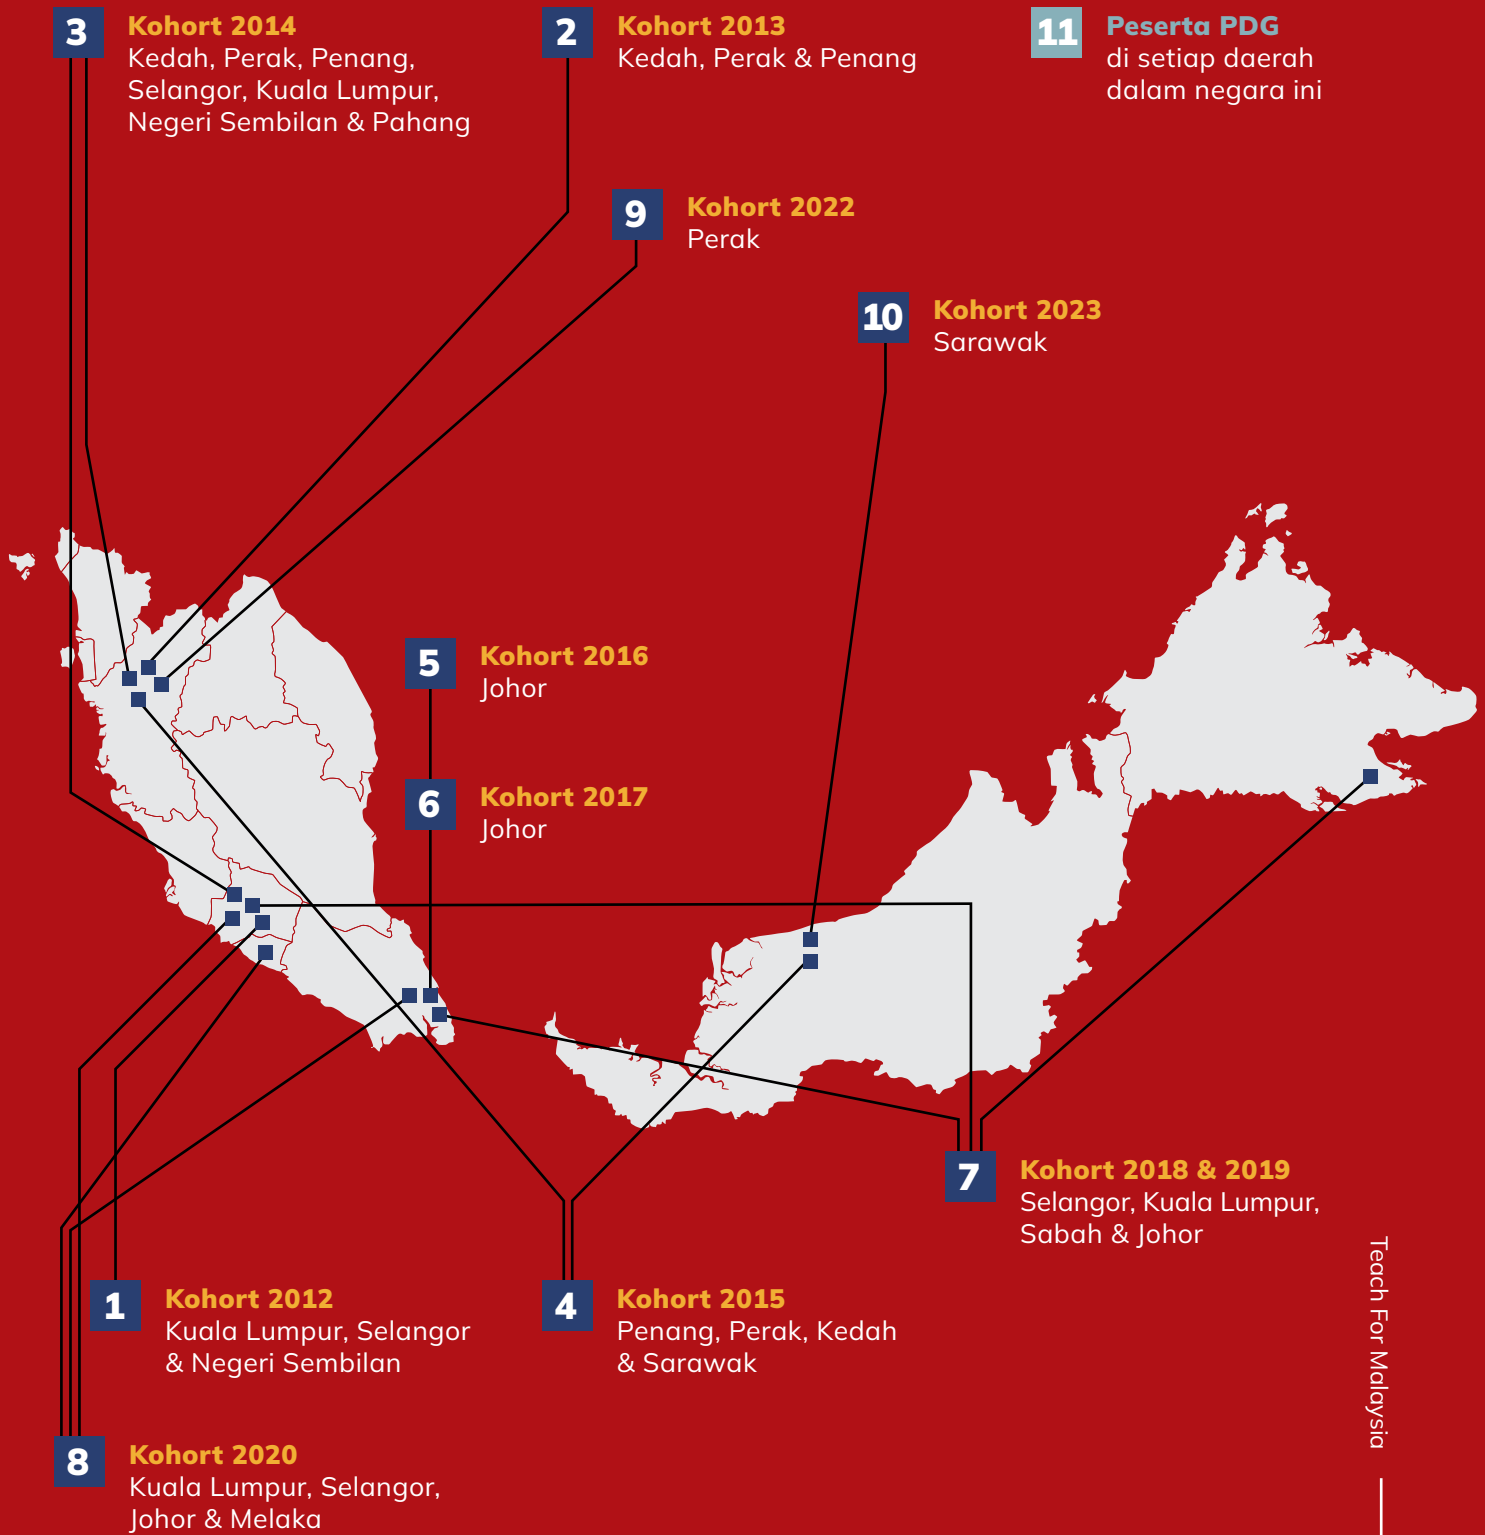 3
Kohort 2014
Kedah, Perak, Penang,
Selangor, Kuala Lumpur,
Negeri Sembilan & Pahang
2
Kohort 2013
Kedah, Perak & Penang
11
Peserta PDG
di setiap daerah
dalam negara ini
9
Kohort 2022
Perak
10
Kohort 2023
Sarawak
5
Kohort 2016
Johor
6
Kohort 2017
Johor
7
Kohort 2018 & 2019
Selangor, Kuala Lumpur,
Sabah & Johor
1
Kohort 2012
Kuala Lumpur, Selangor
& Negeri Sembilan
4
Kohort 2015
Penang, Perak, Kedah
& Sarawak
8
Kohort 2020
Kuala Lumpur, Selangor,
Johor & Melaka
Teach For Malaysia